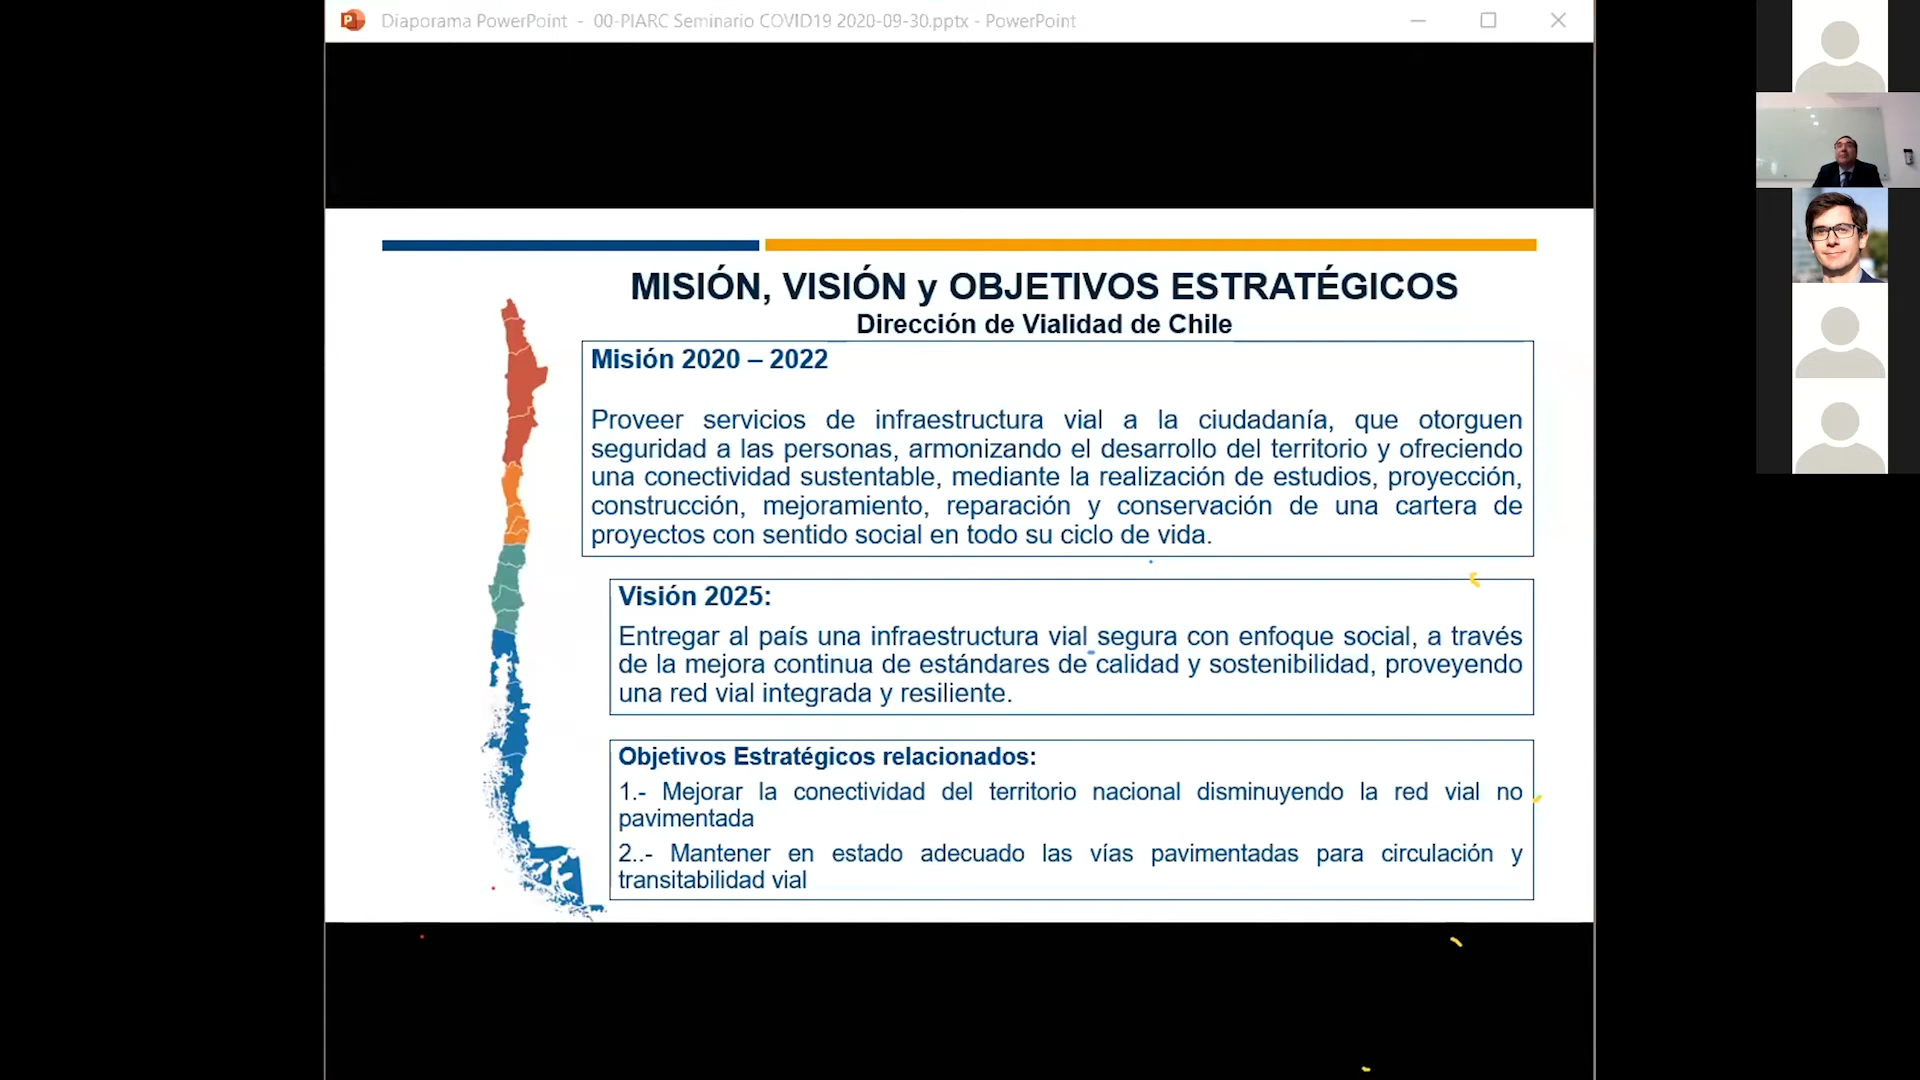 Diaporama PowerPoint - 00-PIARC Seminario COVID19 2020-09-30.pptx - PowerPoint
MISIÓN, VISIÓN y OBJETIVOS ESTRATÉGICOS
Dirección de Vialidad de Chile
Misión 2020 – 2022
Proveer servicios de infraestructura vial a la ciudadanía, que otorguen
seguridad a las personas, armonizando el desarrollo del territorio y ofreciendo
una conectividad sustentable, mediante la realización de estudios, proyección,
construcción, mejoramiento, reparación y conservación de una cartera de
proyectos con sentido social en todo su ciclo de vida.
Visión 2025:
Entregar al país una infraestructura vial segura con enfoque social, a través
de la mejora continua de estándares de calidad y sostenibilidad, proveyendo
una red vial integrada y resiliente.
Objetivos Estratégicos relacionados:
1.- Mejorar la conectividad del territorio nacional disminuyendo la red vial no
pavimentada
2..- Mantener en estado adecuado las vías pavimentadas para circulación y
transitabilidad vial